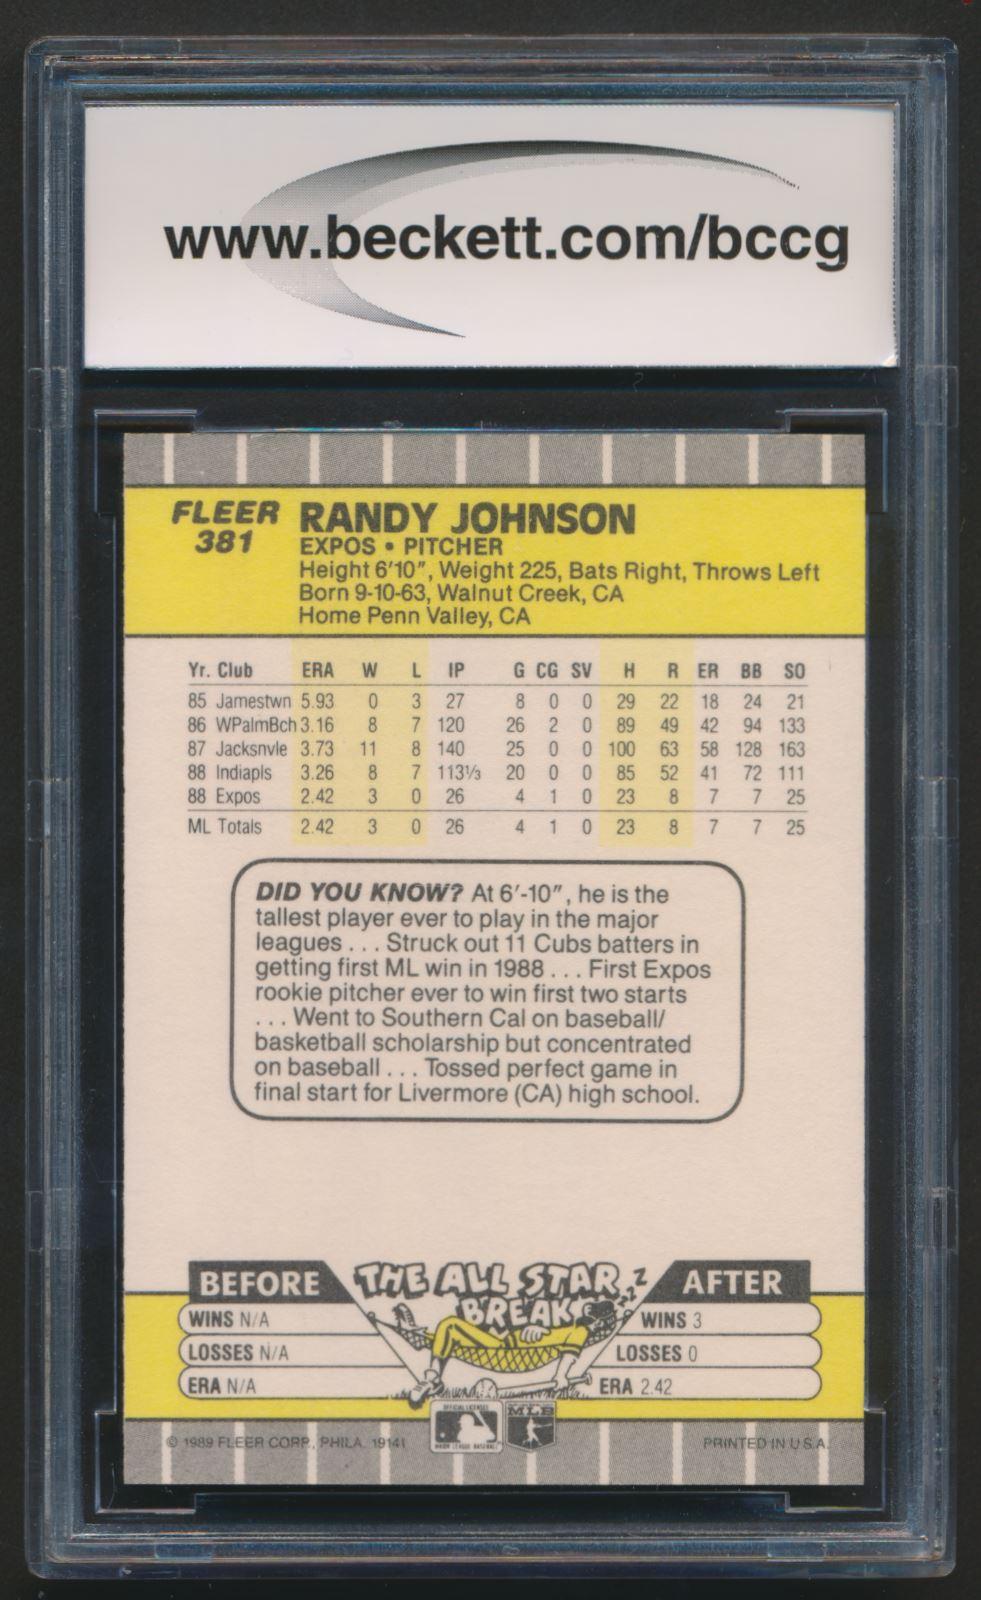 www.beckett.com/bccg
FLEER
381
RANDY JOHNSON
EXPOS • PITCHER
Height 6'10", Weight 225, Bats Right, Throws Left
Born 9-10-63, Walnut Creek, CA
Home Penn Valley, CA
Yr. Club ERA W L IP G CG SV H R ER BB SO
85 Jamestwn 5.93 0 3 27 8 0 0 29 22 18 24 21
86 WPalmBch 3.16 8 7 120 26 2 0 89 49 42 94 133
87 Jacksnvle 3.73 11 8 140 25 0 0 100 63 58 128 163
88 Indiapls 3.26 8 7 113⅓ 20 0 0 85 52 41 72 111
88 Expos 2.42 3 0 26 4 1 0 23 8 7 7 25
ML Totals 2.42 3 0 26 4 1 0 23 8 7 7 25
DID YOU KNOW? At 6'-10", he is the
tallest player ever to play in the major
leagues . . . Struck out 11 Cubs batters in
getting first ML win in 1988 . . . First Expos
rookie pitcher ever to win first two starts
. . . Went to Southern Cal on baseball/
basketball scholarship but concentrated
on baseball . . . Tossed perfect game in
final start for Livermore (CA) high school.
BEFORE THE ALL STAR BREAK AFTER
ZZZZ
WINS N/A WINS 3
LOSSES N/A LOSSES 0
ERA N/A ERA 2.42
OFFICIAL LICENSEE
MAJOR LEAGUE BASEBALL
MLB
© 1989 FLEER CORP., PHILA. 19141 PRINTED IN U.S.A.